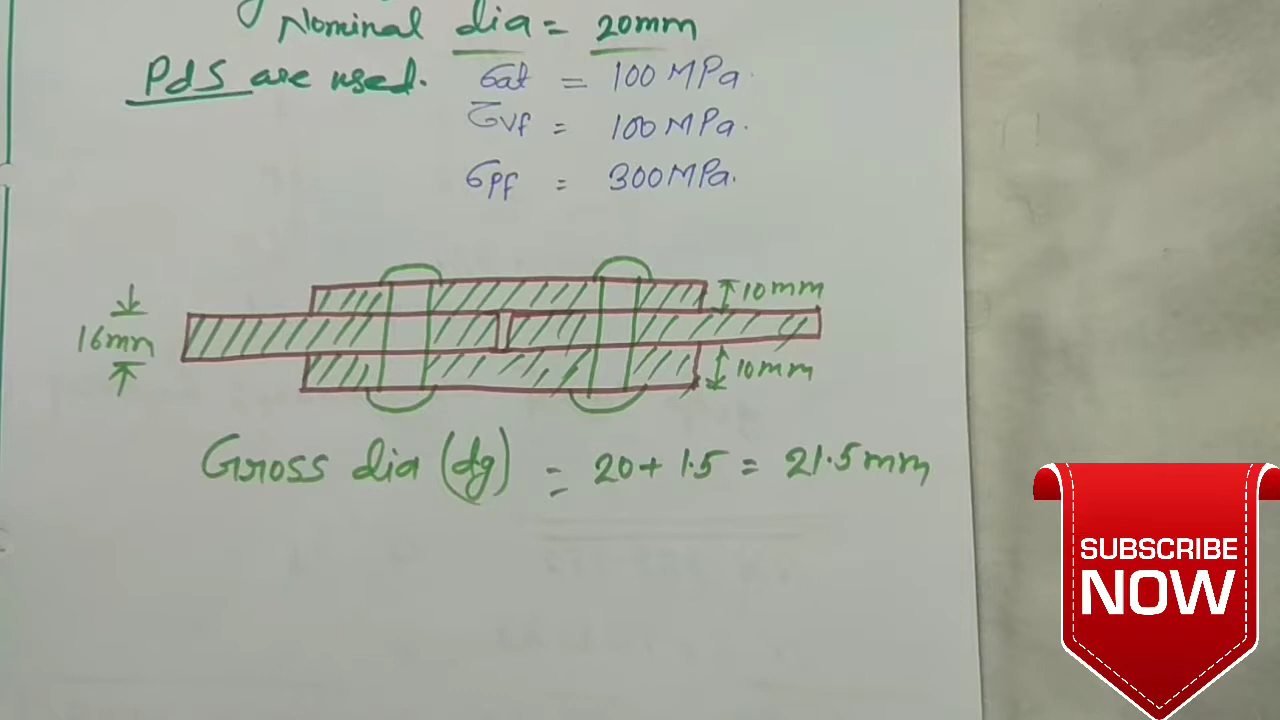 Nominal dia = 20mm
Pds are used.
σat = 100 MPa.
τvf = 100 MPa.
σpf = 300 MPa.
10mm
16mm
10mm
Gross dia (dg) = 20 + 1.5 = 21.5mm
SUBSCRIBE
NOW